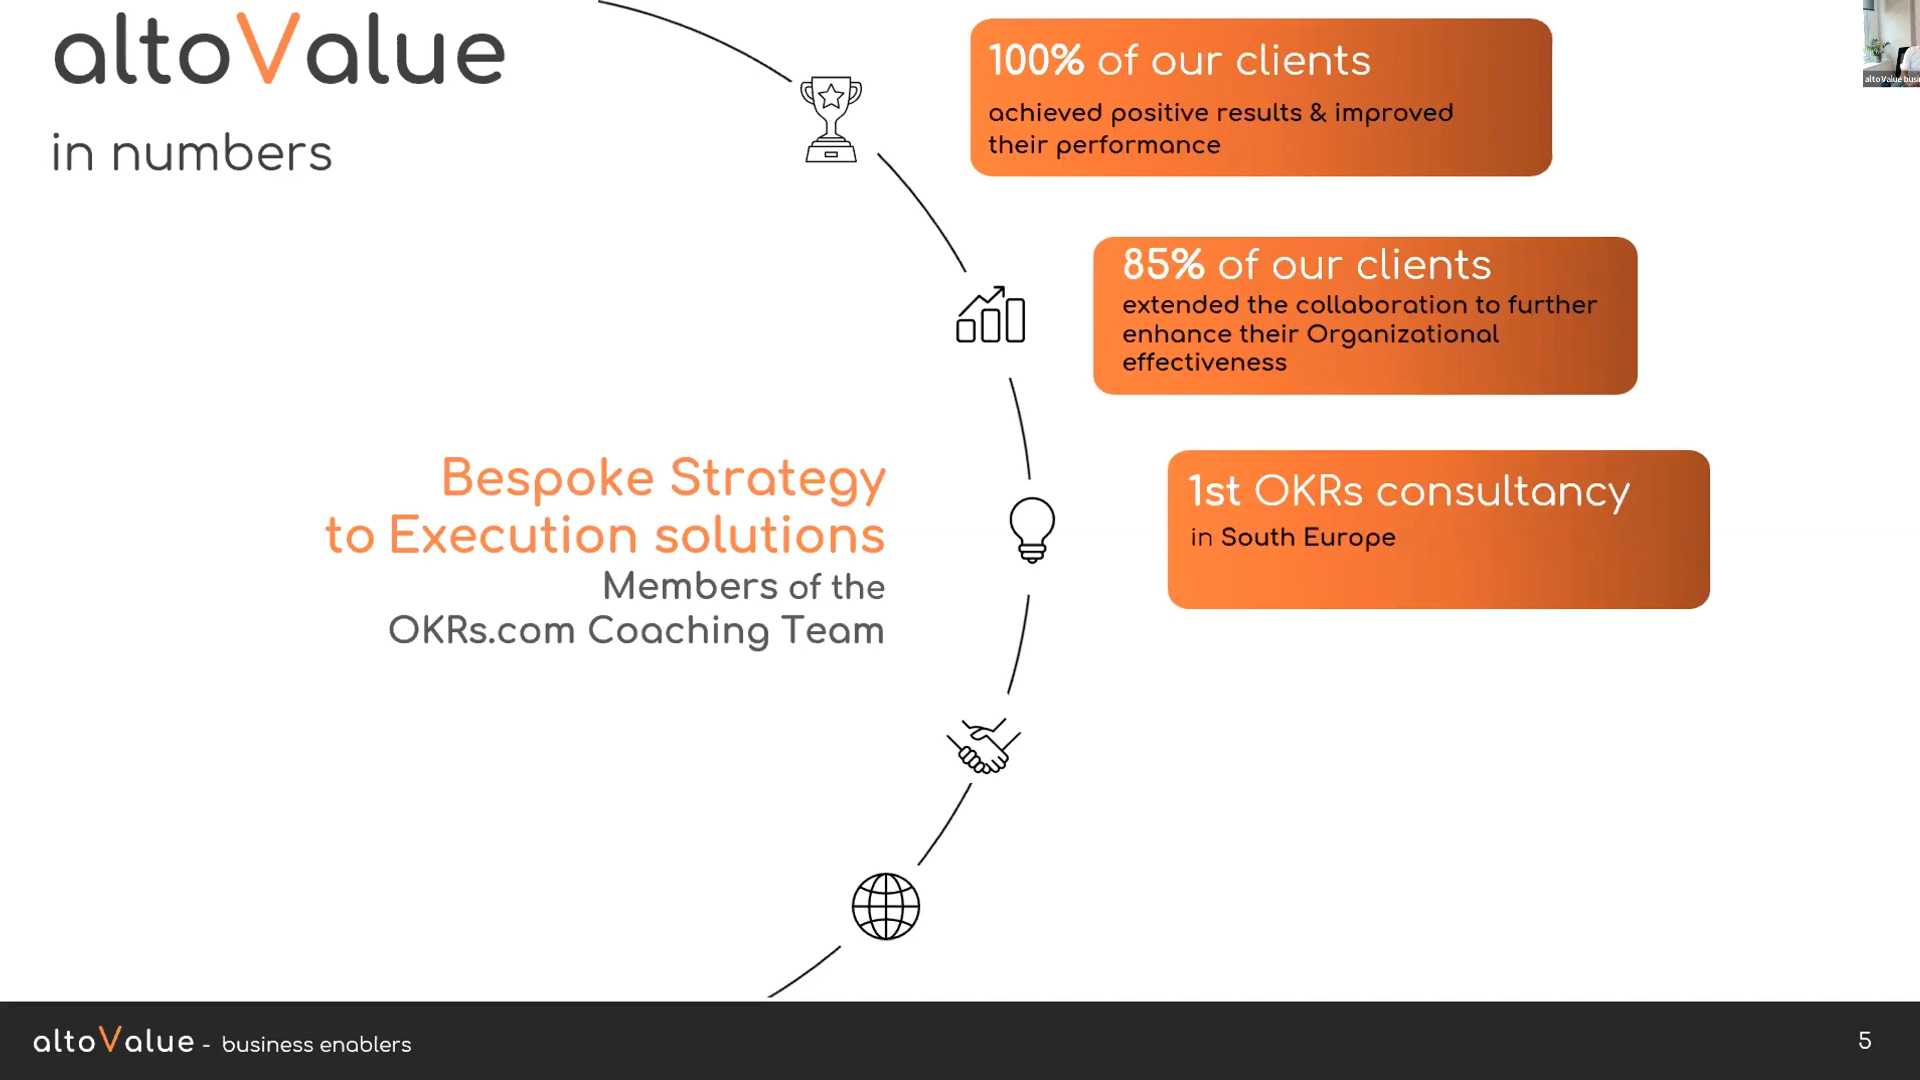 altoValue
in numbers
100% of our clients
achieved positive results & improved
their performance
85% of our clients
extended the collaboration to further
enhance their Organizational
effectiveness
Bespoke Strategy
to Execution solutions
Members of the
OKRs.com Coaching Team
1st OKRs consultancy
in South Europe
altoValue - business enablers
5
altoValue busi